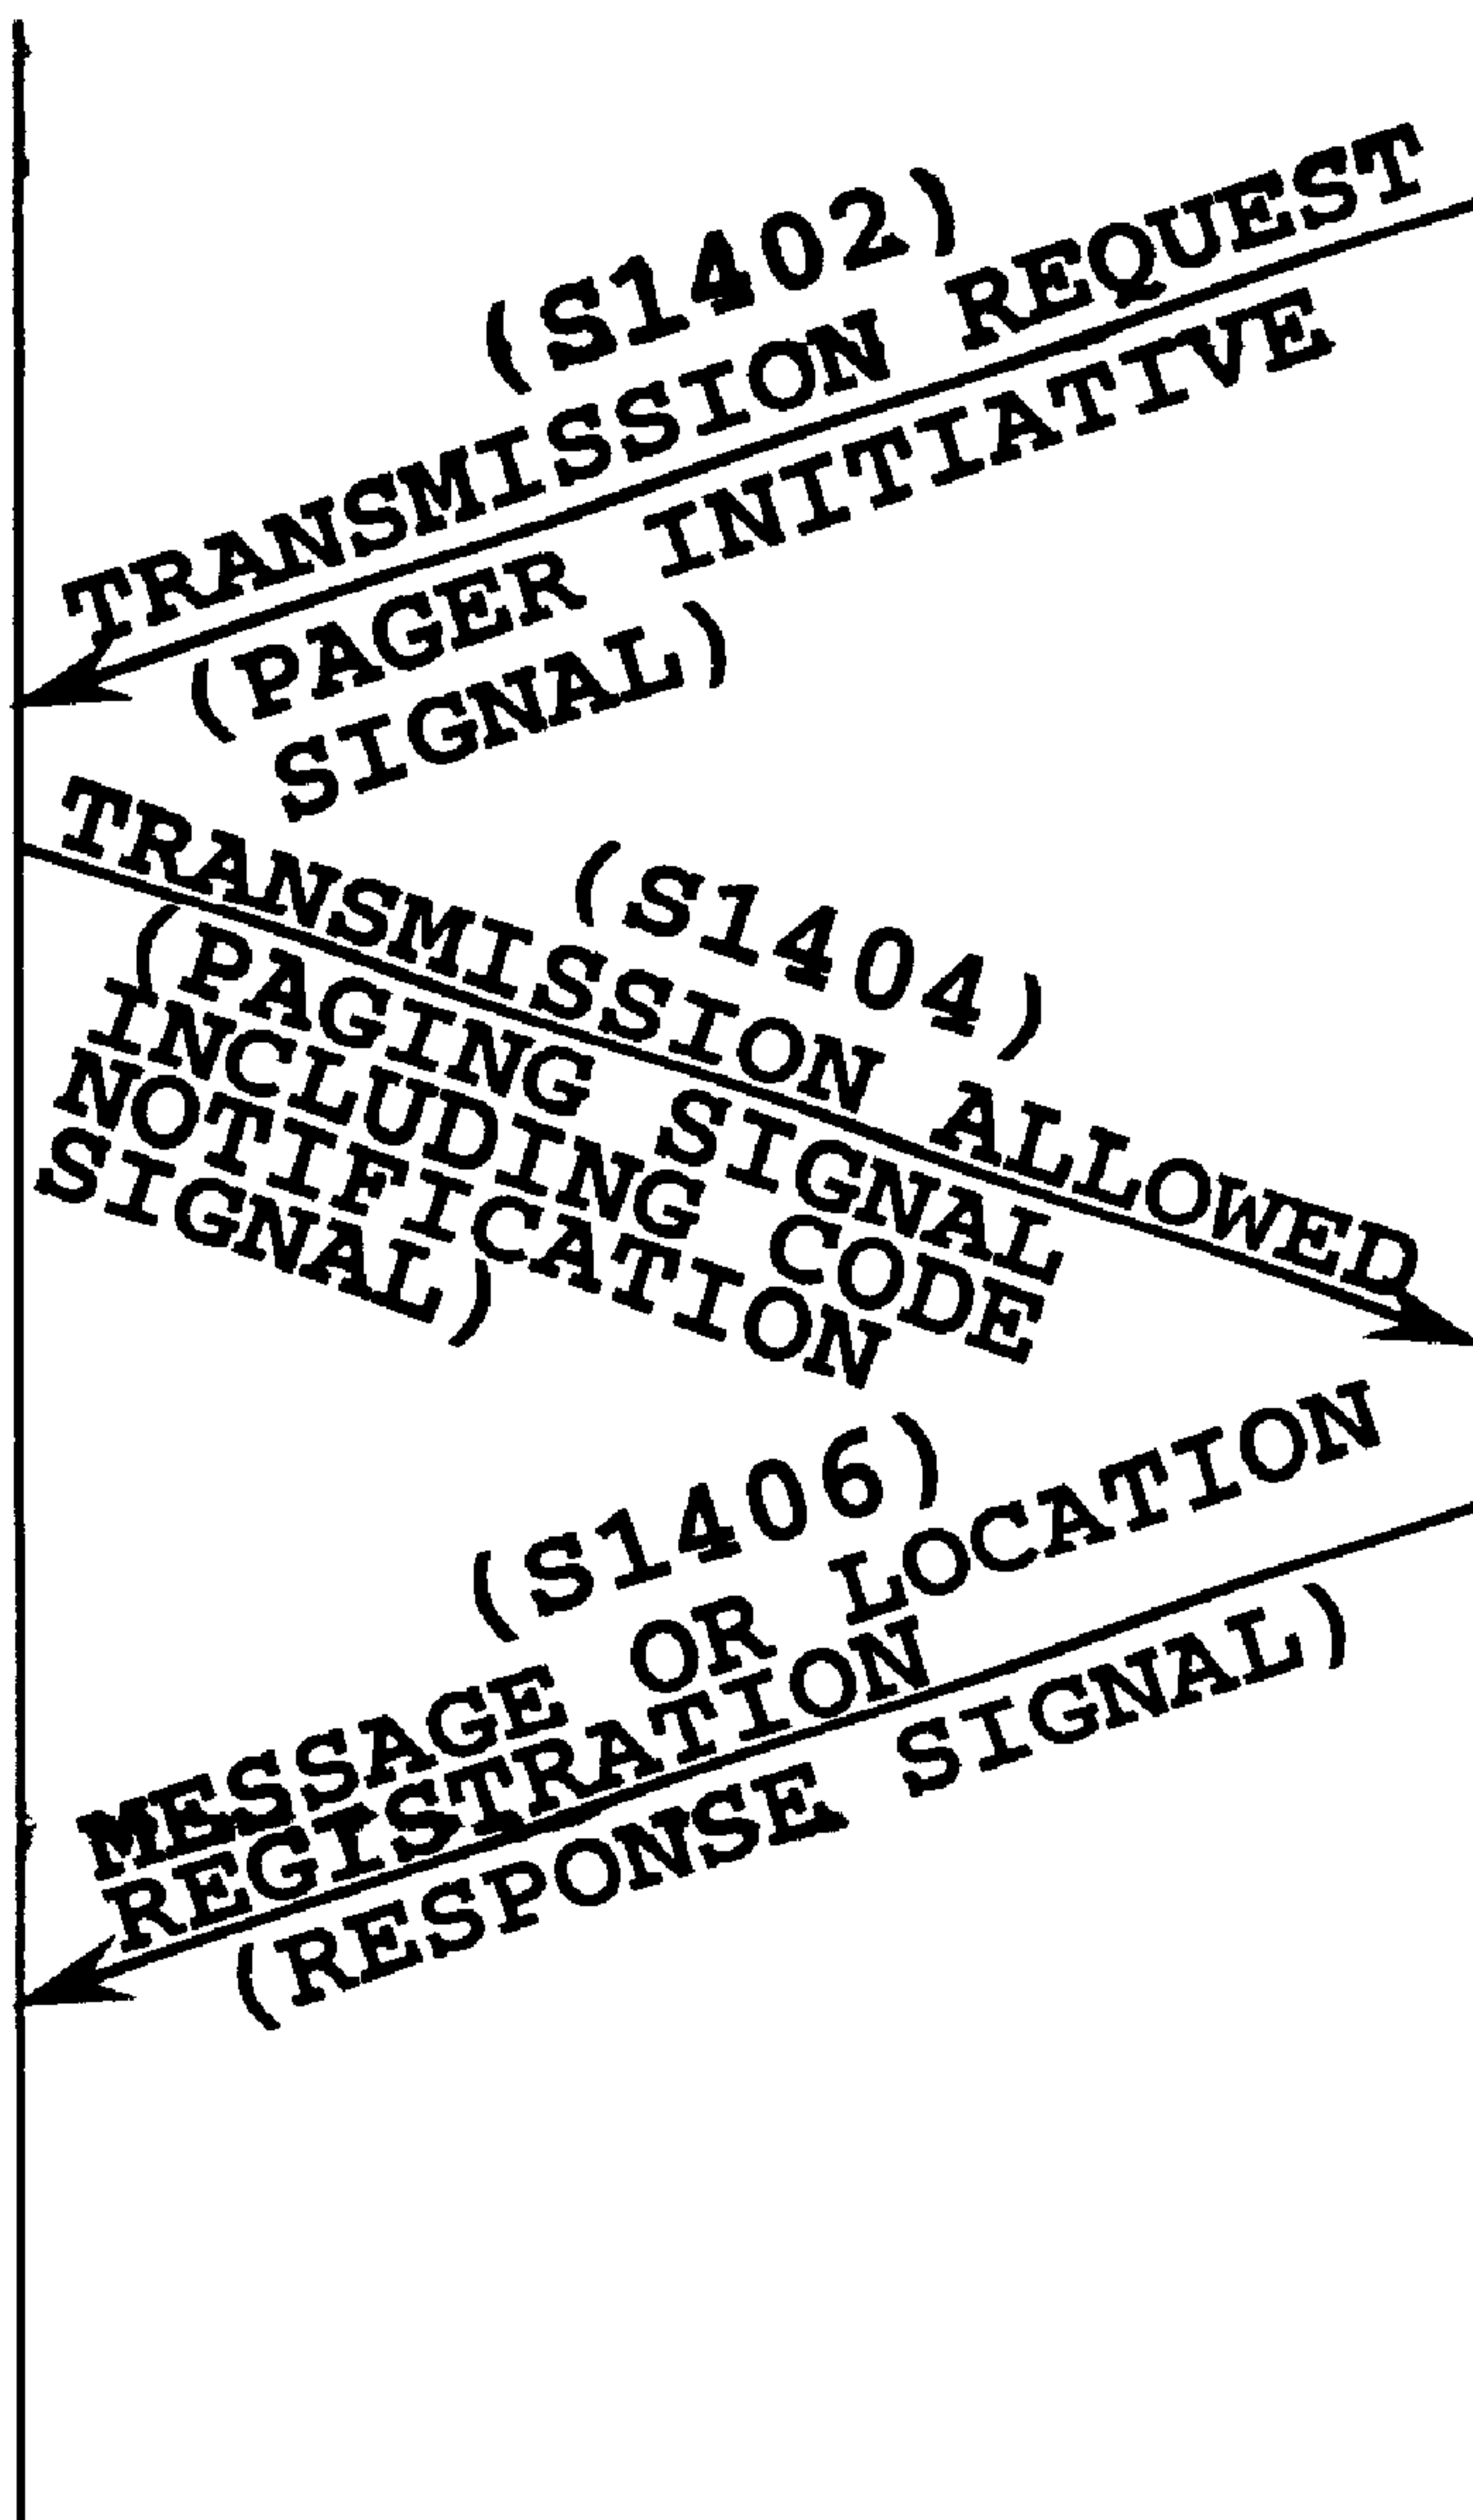 (S1402)
TRANSMISSION REQUEST
(PAGER INITIATIVE
SIGNAL)
(S1404)
TRANSMISSION ALLOWED
(PAGING SIGNAL
INCLUDING CODE
NOTIFICATION
SIGNAL)
(S1406)
MESSAGE OR LOCATION
REGISTRATION
(RESPONSE SIGNAL)